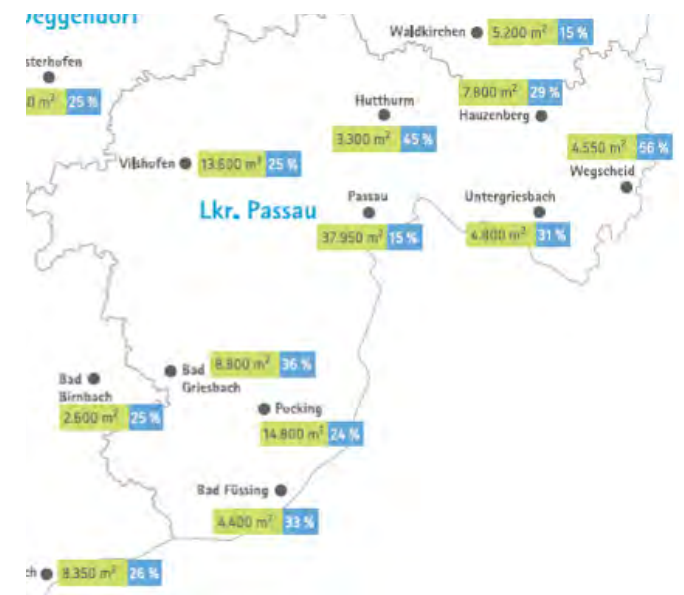 Deggendorf
Waldkirchen 5.200 m² 15 %
sterhofen
0 m² 25 %
7.800 m² 29 %
Hauzenberg
Hutthurm
3.300 m² 45 %
4.550 m² 56 %
Wegscheid
Vilshofen 13.600 m² 25 %
Passau
37.950 m² 15 %
Untergriesbach
4.800 m² 31 %
Lkr. Passau
Bad
Griesbach
8.800 m² 36 %
Bad
Birnbach
2.600 m² 25 %
Pocking
14.800 m² 24 %
Bad Füssing
4.400 m² 33 %
ch 8.350 m² 26 %